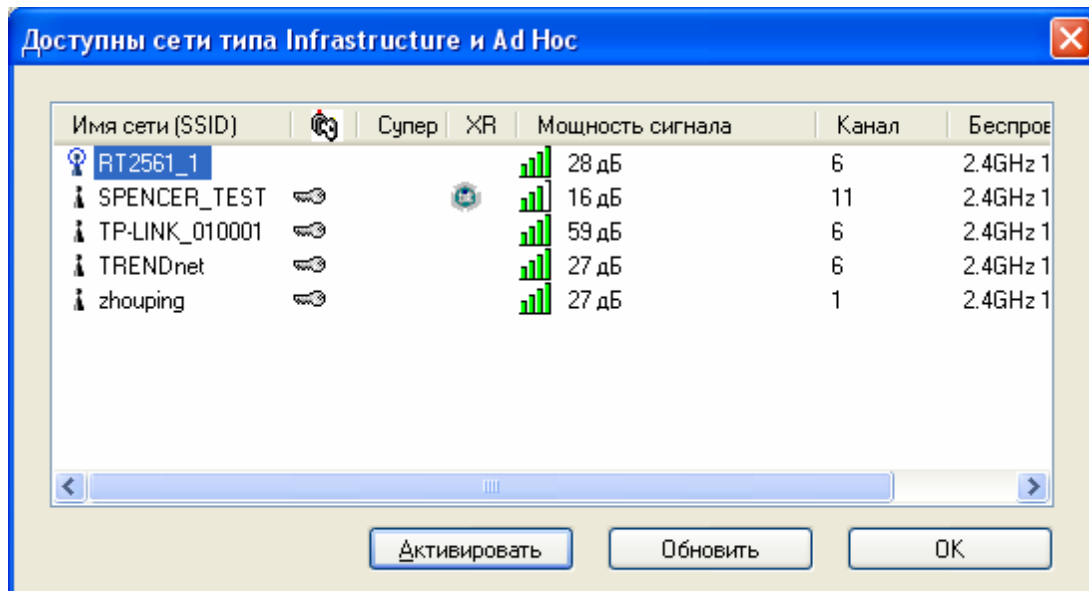 Доступны сети типа Infrastructure и Ad Hoc
Имя сети (SSID) Супер XR Мощность сигнала Канал Беспров
RT2561_1 28 дБ 6 2.4GHz 1
SPENCER_TEST 16 дБ 11 2.4GHz 1
TP-LINK_010001 59 дБ 6 2.4GHz 1
TRENDnet 27 дБ 6 2.4GHz 1
zhouping 27 дБ 1 2.4GHz 1
Активировать Обновить OK